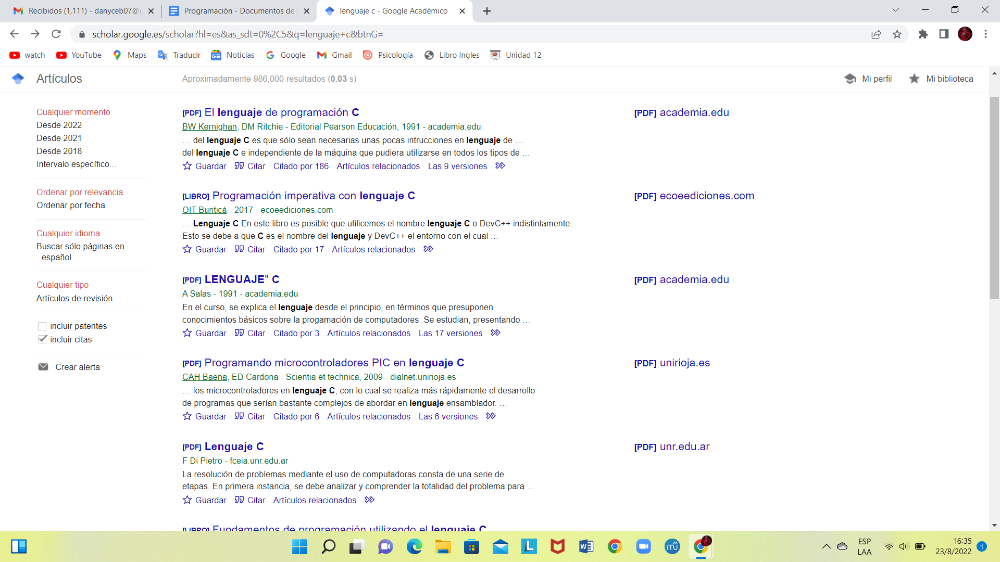 Recibidos (1,111) - danyceb07@g
Programación - Documentos de
lenguaje c - Google Académico
scholar.google.es/scholar?hl=es&as_sdt=0%2C5&q=lenguaje+c&btnG=
watch YouTube Maps Traducir Noticias Google Gmail Psicología Libro Ingles Unidad 12
Artículos
Aproximadamente 986,000 resultados (0.03 s)
Mi perfil
Mi biblioteca
Cualquier momento
Desde 2022
Desde 2021
Desde 2018
Intervalo específico...
Ordenar por relevancia
Ordenar por fecha
Cualquier idioma
Buscar sólo páginas en
español
Cualquier tipo
Artículos de revisión
incluir patentes
incluir citas
Crear alerta
[PDF] El lenguaje de programación C
BW Kernighan, DM Ritchie - Editorial Pearson Educación, 1991 - academia.edu
… del lenguaje C es que sólo sean necesarias unas pocas intrucciones en lenguaje de …
del lenguaje C e independiente de la máquina que pudiera utilizarse en todos los tipos de …
Guardar Citar Citado por 186 Artículos relacionados Las 9 versiones
[PDF] academia.edu
[LIBRO] Programación imperativa con lenguaje C
OIT Buriticá - 2017 - ecoeediciones.com
… Lenguaje C En este libro es posible que utilicemos el nombre lenguaje C o DevC++ indistintamente.
Esto se debe a que C es el nombre del lenguaje y DevC++ el entorno con el cual …
Guardar Citar Citado por 17 Artículos relacionados
[PDF] ecoeediciones.com
[PDF] LENGUAJE" C
A Salas - 1991 - academia.edu
En el curso, se explica el lenguaje desde el principio, en términos que presuponen
conocimientos básicos sobre la progamación de computadores. Se estudian, presentando …
Guardar Citar Citado por 3 Artículos relacionados Las 17 versiones
[PDF] academia.edu
[PDF] Programando microcontroladores PIC en lenguaje C
CAH Baena, ED Cardona - Scientia et technica, 2009 - dialnet.unirioja.es
… los microcontroladores en lenguaje C, con lo cual se realiza más rápidamente el desarrollo
de programas que serían bastante complejos de abordar en lenguaje ensamblador. …
Guardar Citar Citado por 6 Artículos relacionados Las 6 versiones
[PDF] unirioja.es
[PDF] Lenguaje C
F Di Pietro - fceia.unr.edu.ar
La resolución de problemas mediante el uso de computadoras consta de una serie de
etapas. En primera instancia, se debe analizar y comprender la totalidad del problema para …
Guardar Citar Artículos relacionados
[PDF] unr.edu.ar
[LIBRO] Fundamentos de programación utilizando el lenguaje C
ESP
LAA
16:35
23/8/2022
1